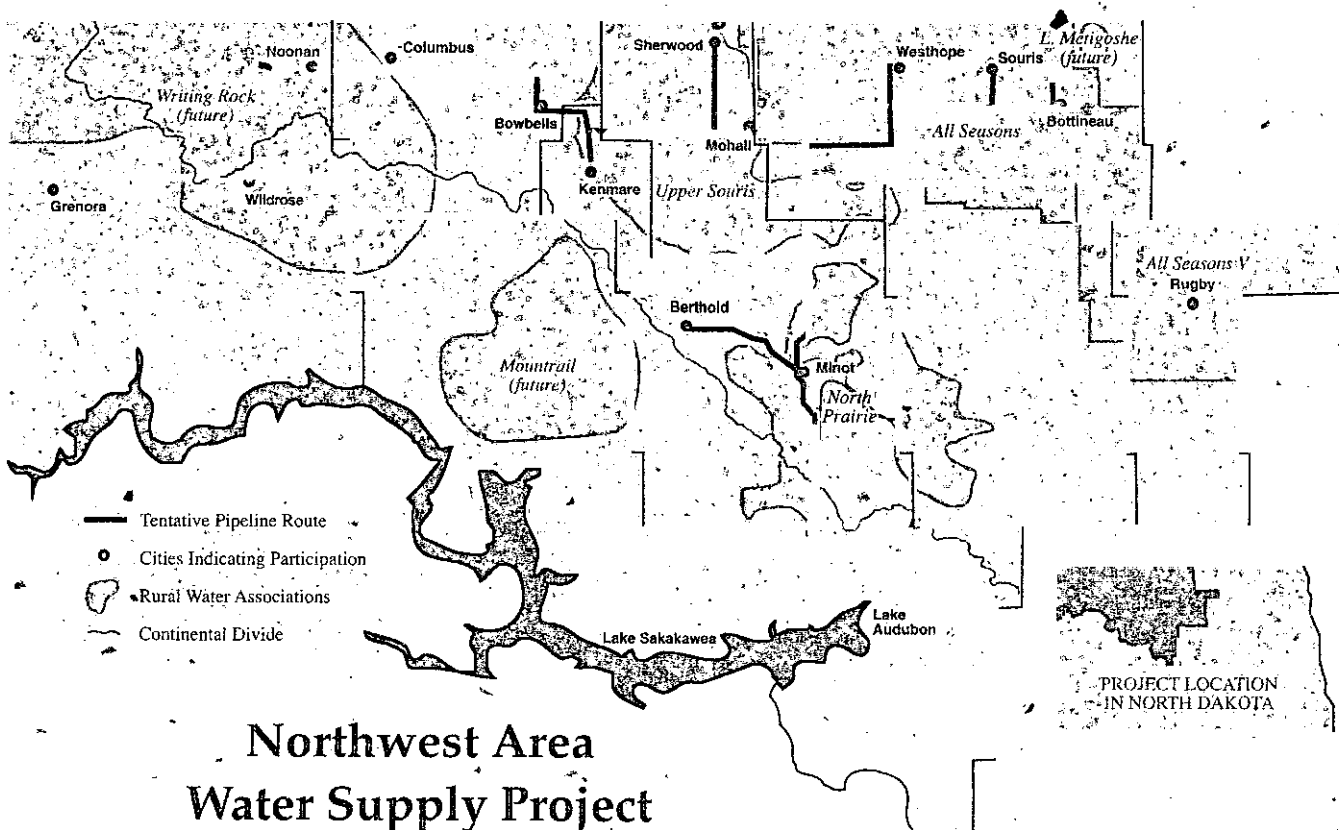 Noonan
Columbus
Sherwood
Westhope
L. Metigoshe
(future)
Souris
Writing Rock
(future)
Bowbells
Mohall
All Seasons
Bottineau
Grenora
Wildrose
Kenmare
Upper Souris
All Seasons V
Rugby
Berthold
Mountrail
(future)
Minot
North
Prairie
Tentative Pipeline Route
Cities Indicating Participation
Rural Water Associations
Continental Divide
Lake Sakakawea
Lake
Audubon
PROJECT LOCATION
IN NORTH DAKOTA
Northwest Area
Water Supply Project